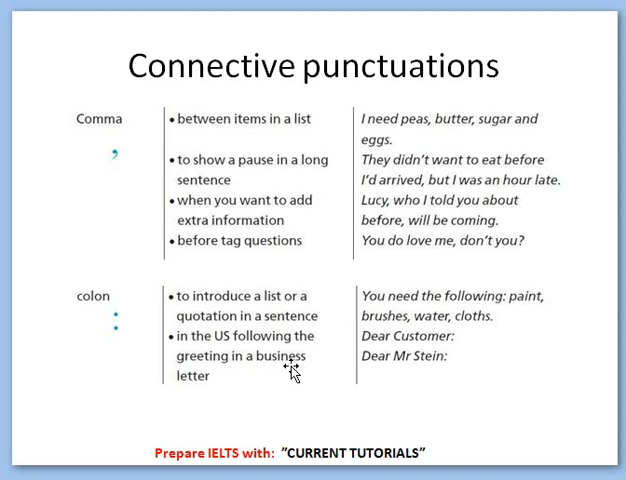 Connective punctuations
Comma
,
• between items in a list
I need peas, butter, sugar and
eggs.
• to show a pause in a long
sentence
They didn't want to eat before
I'd arrived, but I was an hour late.
• when you want to add
extra information
Lucy, who I told you about
before, will be coming.
• before tag questions
You do love me, don't you?
colon
:
• to introduce a list or a
quotation in a sentence
You need the following: paint,
brushes, water, cloths.
• in the US following the
greeting in a business
letter
Dear Customer:
Dear Mr Stein:
Prepare IELTS with: "CURRENT TUTORIALS"